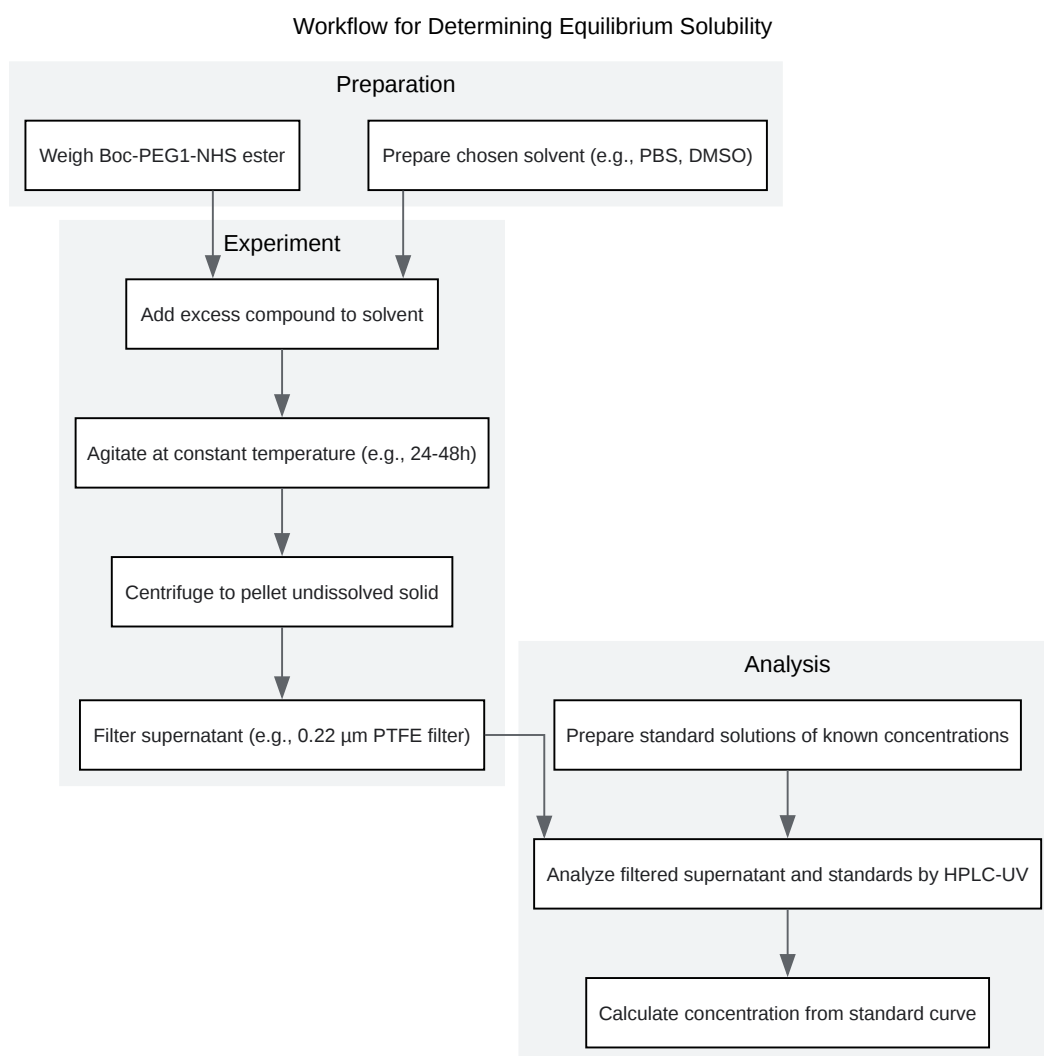 Workflow for Determining Equilibrium Solubility
Preparation
Weigh Boc-PEG1-NHS ester
Prepare chosen solvent (e.g., PBS, DMSO)
Experiment
Add excess compound to solvent
Agitate at constant temperature (e.g., 24-48h)
Centrifuge to pellet undissolved solid
Filter supernatant (e.g., 0.22 µm PTFE filter)
Analysis
Prepare standard solutions of known concentrations
Analyze filtered supernatant and standards by HPLC-UV
Calculate concentration from standard curve